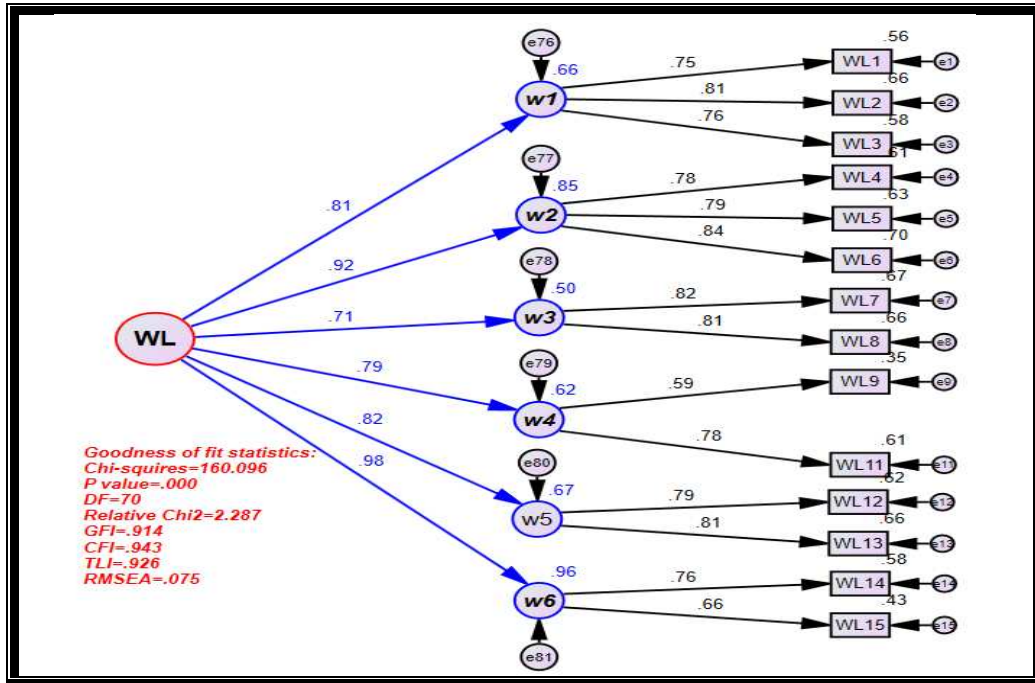 e76
.56
.66
.75
WL1
e1
w1
.66
.81
WL2
e2
.58
.76
WL3
e3
e77
.61
.85
.78
WL4
e4
.81
w2
.63
.79
WL5
e5
.84
.70
WL6
e6
.92
e78
.67
.50
.82
WL7
e7
.71
w3
.66
.81
WL8
e8
WL
e79
.35
.79
.62
.59
WL9
e9
w4
.82
.78
.61
WL11
e11
.98
e80
.62
.67
.79
WL12
e12
w5
.66
.81
WL13
e13
.58
.96
.76
WL14
e14
w6
.43
.66
WL15
e15
e81
Goodness of fit statistics:
Chi-squires=160.096
P value=.000
DF=70
Relative Chi2=2.287
GFI=.914
CFI=.943
TLI=.926
RMSEA=.075